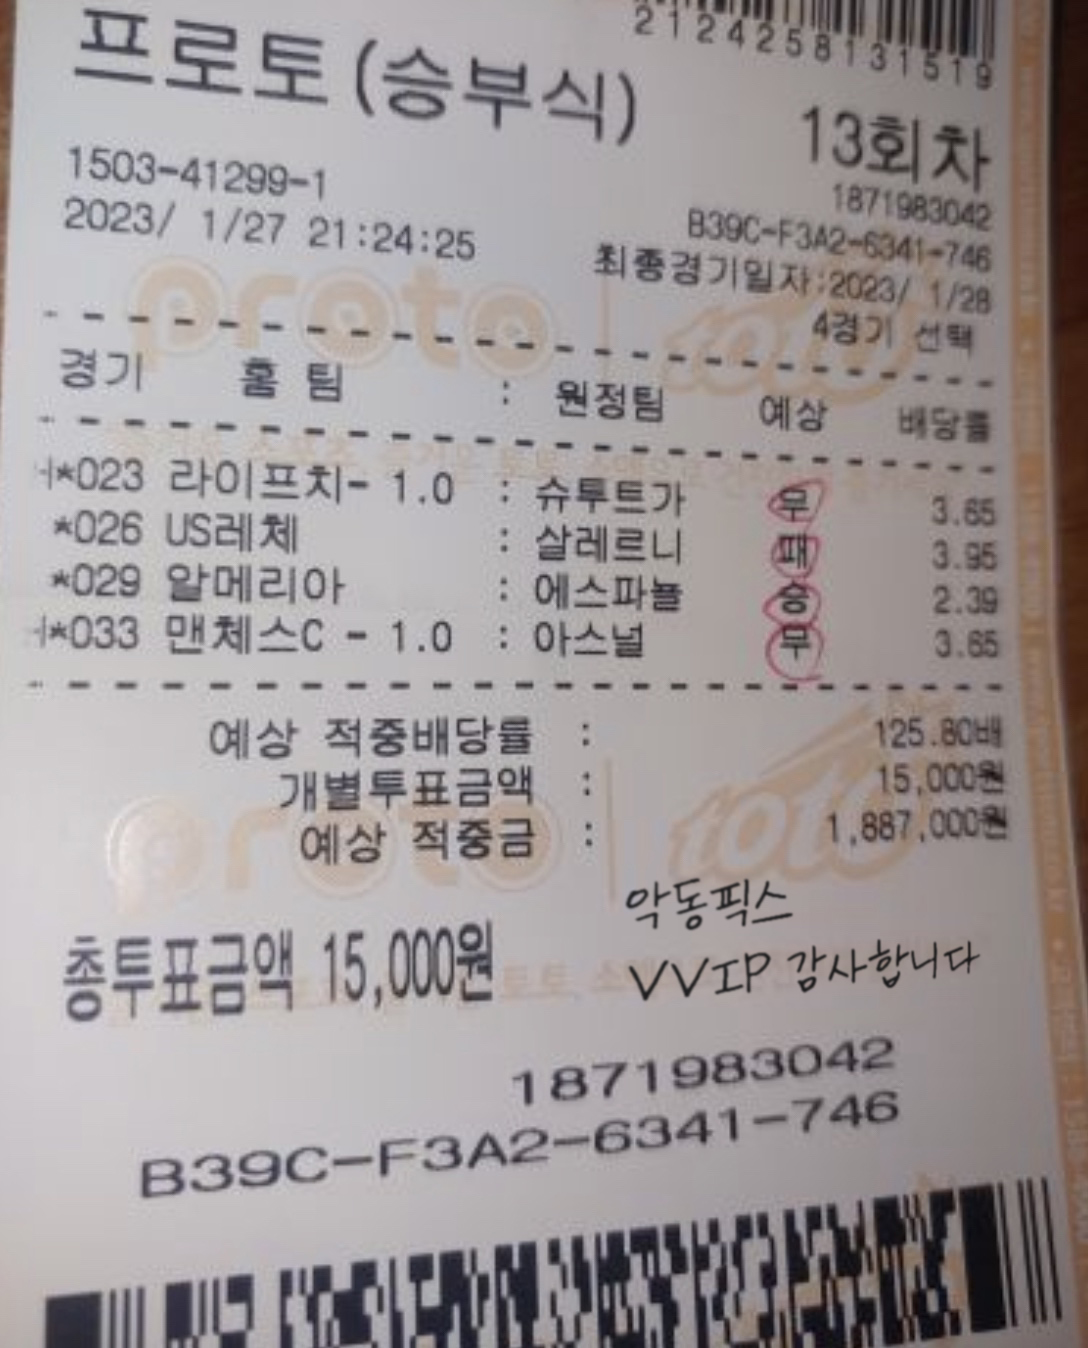 2124258131519
프로토(승부식)
13회차
1503-41299-1
1871983042
2023/ 1/27 21:24:25
B39C-F3A2-6341-746
최종경기일자:2023/ 1/28
4경기 선택
proto toto
경기 홈 팀 : 원정팀 예상 배당률
*023 라이프치- 1.0 : 슈투트가 무 3.65
*026 US레체 : 살레르니 패 3.95
*029 알메리아 : 에스파뇰 승 2.39
*033 맨체스C - 1.0 : 아스널 무 3.65
예상 적중배당률 : 125.80배
개별투표금액 : 15,000원
예상 적중금 : 1,887,000원
proto toto
악동픽스
VVIP 감사합니다
총투표금액 15,000원
1871983042
B39C-F3A2-6341-746